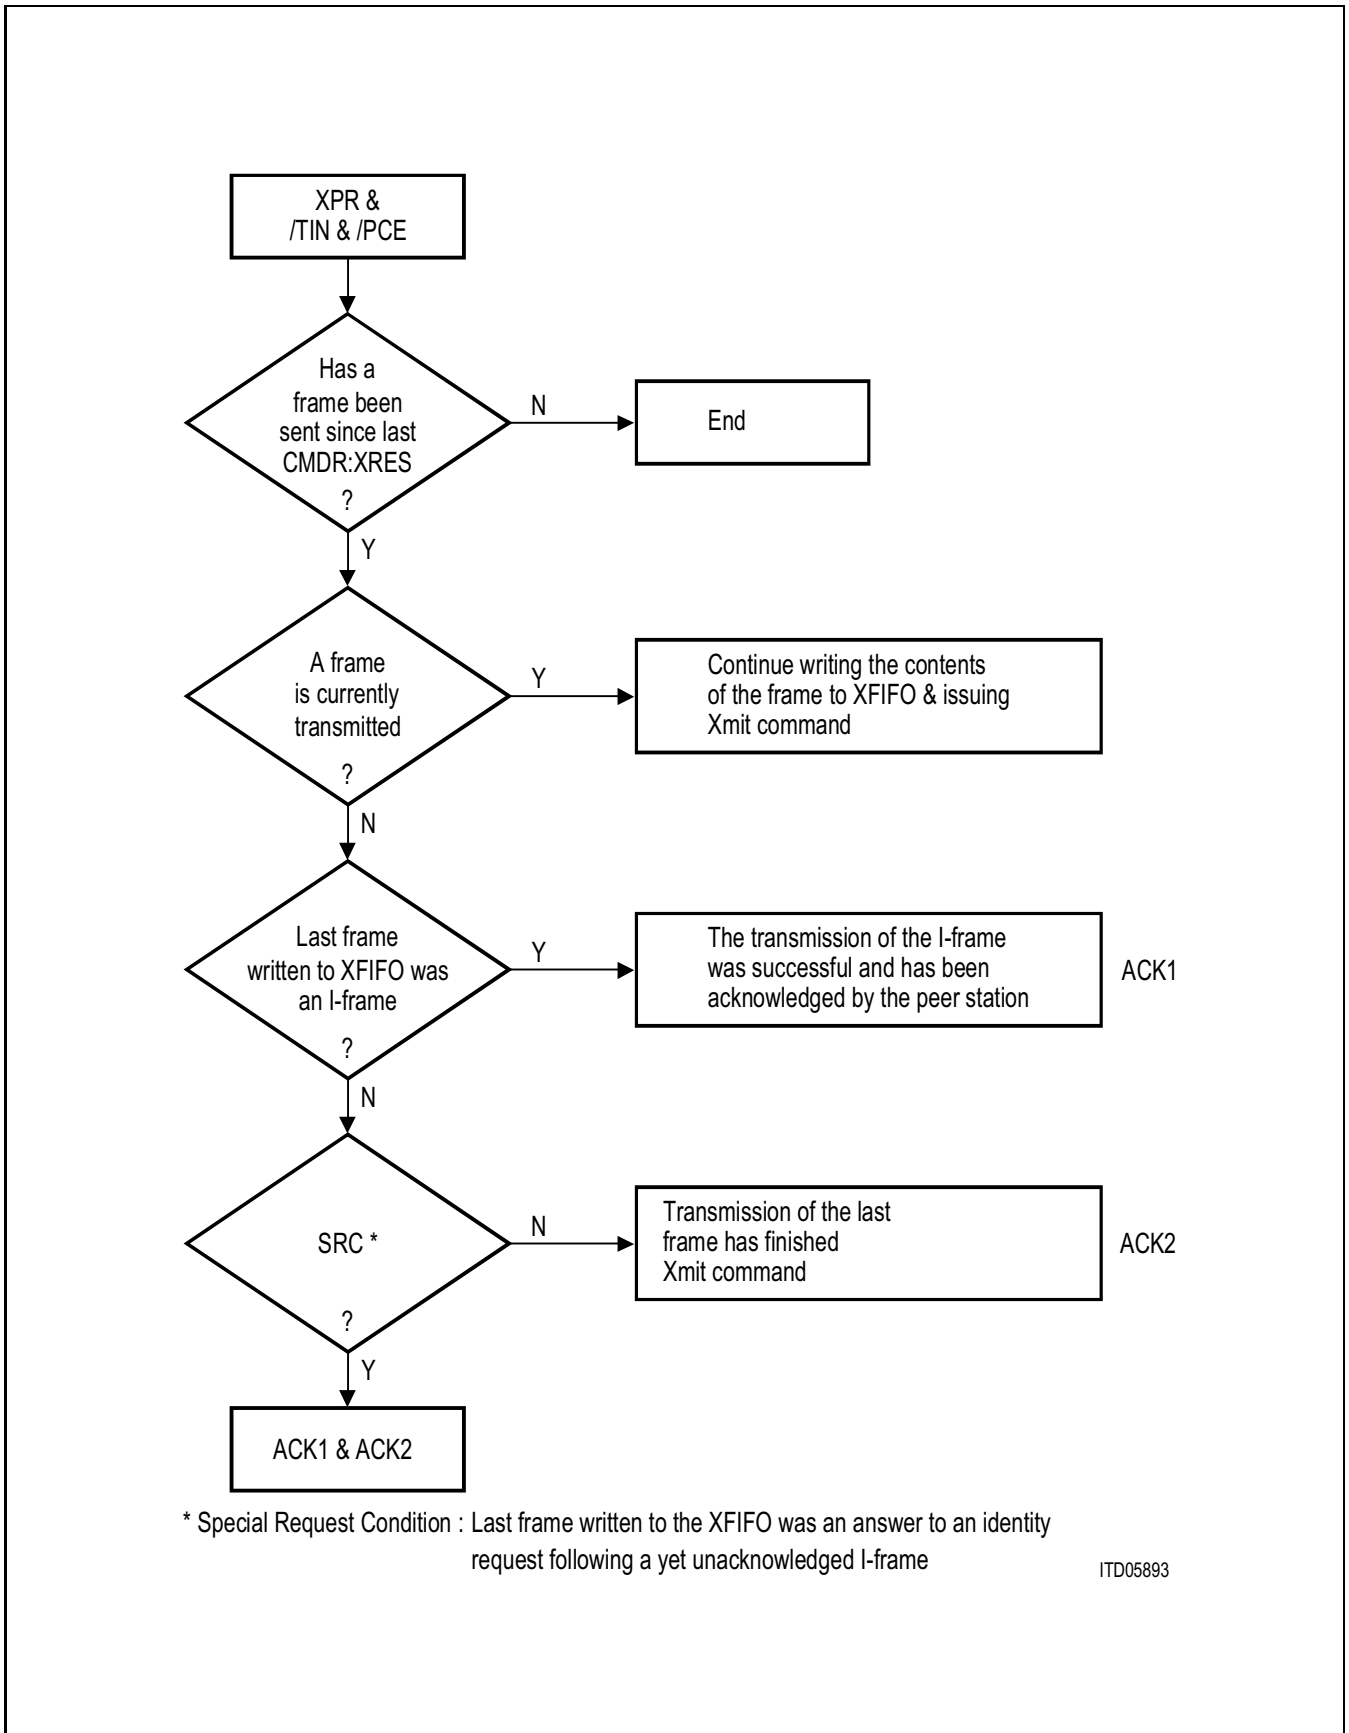 XPR &
/TIN & /PCE
Has a
frame been
sent since last
CMDR:XRES
?
N
End
Y
A frame
is currently
transmitted
?
Y
Continue writing the contents
of the frame to XFIFO & issuing
Xmit command
N
Last frame
written to XFIFO was
an I-frame
?
Y
The transmission of the I-frame
was successful and has been
acknowledged by the peer station
ACK1
N
SRC *
?
N
Transmission of the last
frame has finished
Xmit command
ACK2
Y
ACK1 & ACK2
* Special Request Condition : Last frame written to the XFIFO was an answer to an identity
request following a yet unacknowledged I-frame
ITD05893